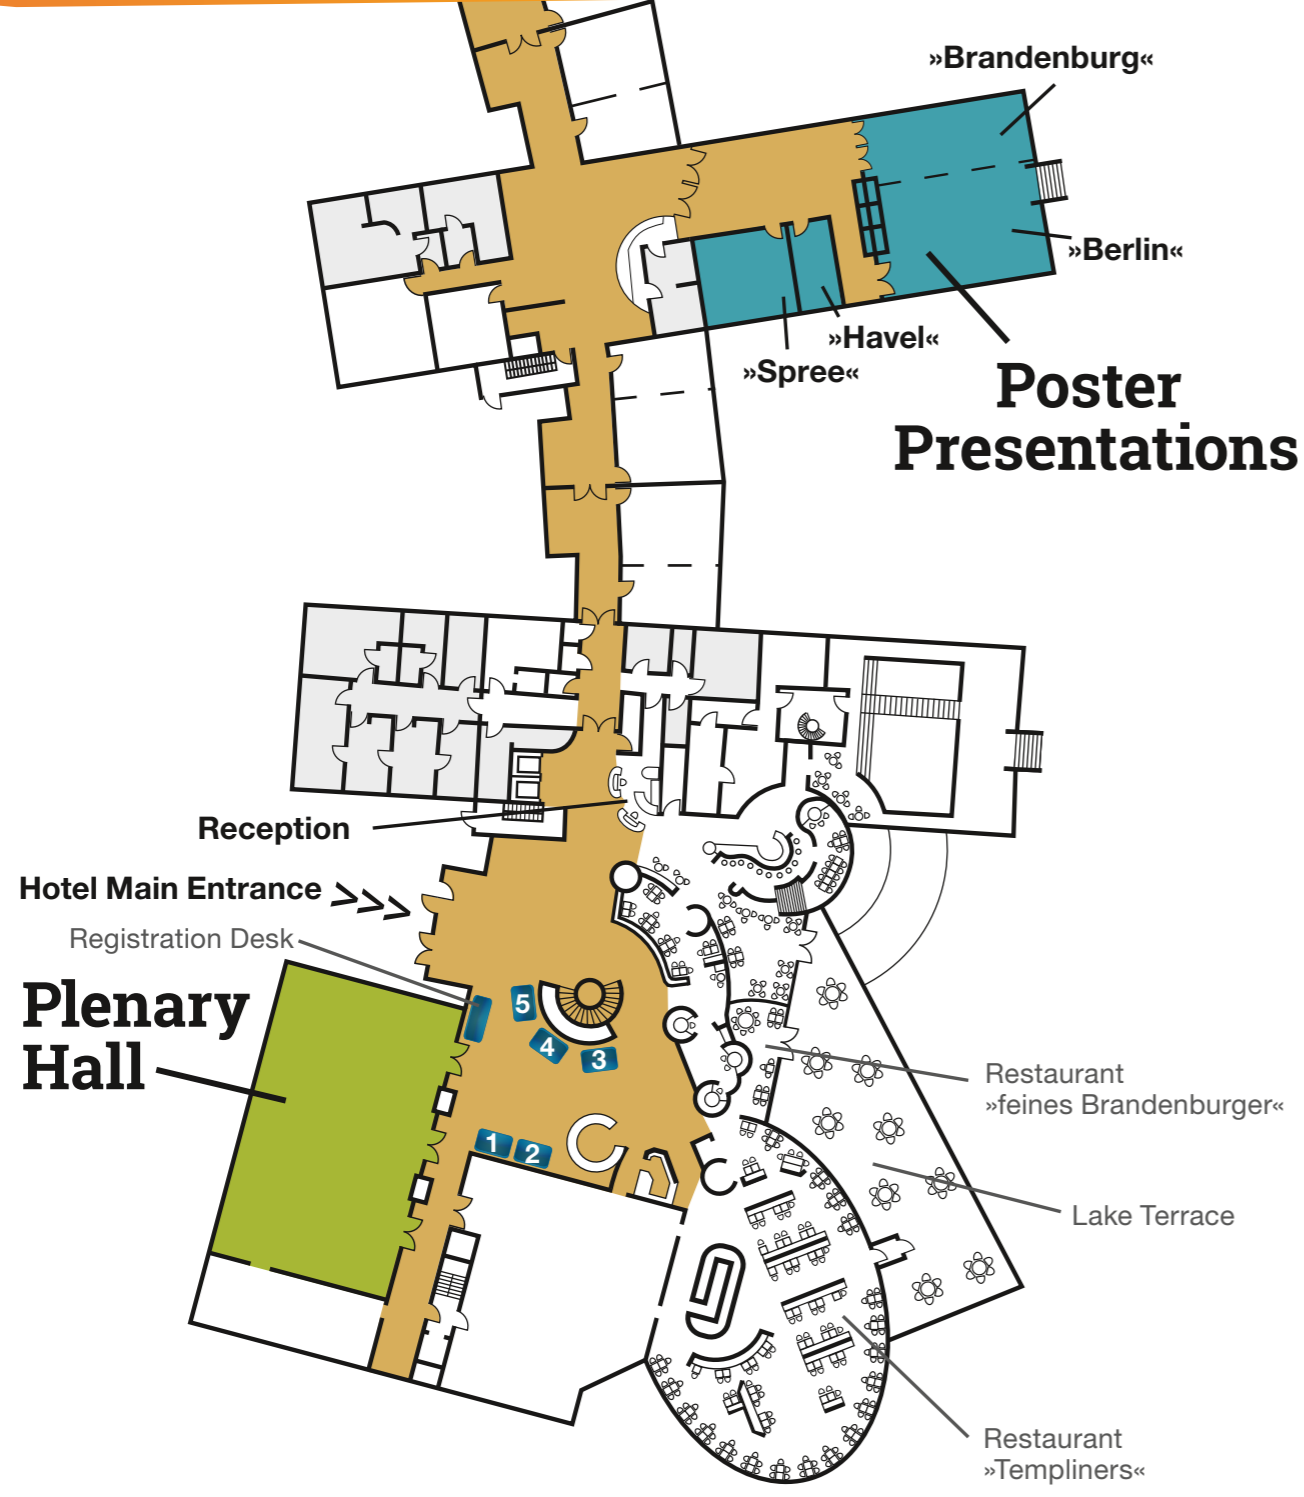 »Brandenburg«
»Berlin«
»Havel«
»Spree«
Poster
Presentations
Reception
Hotel Main Entrance
Registration Desk
Plenary
Hall
5
4
3
1
2
Restaurant
»feines Brandenburger«
Lake Terrace
Restaurant
»Templiners«